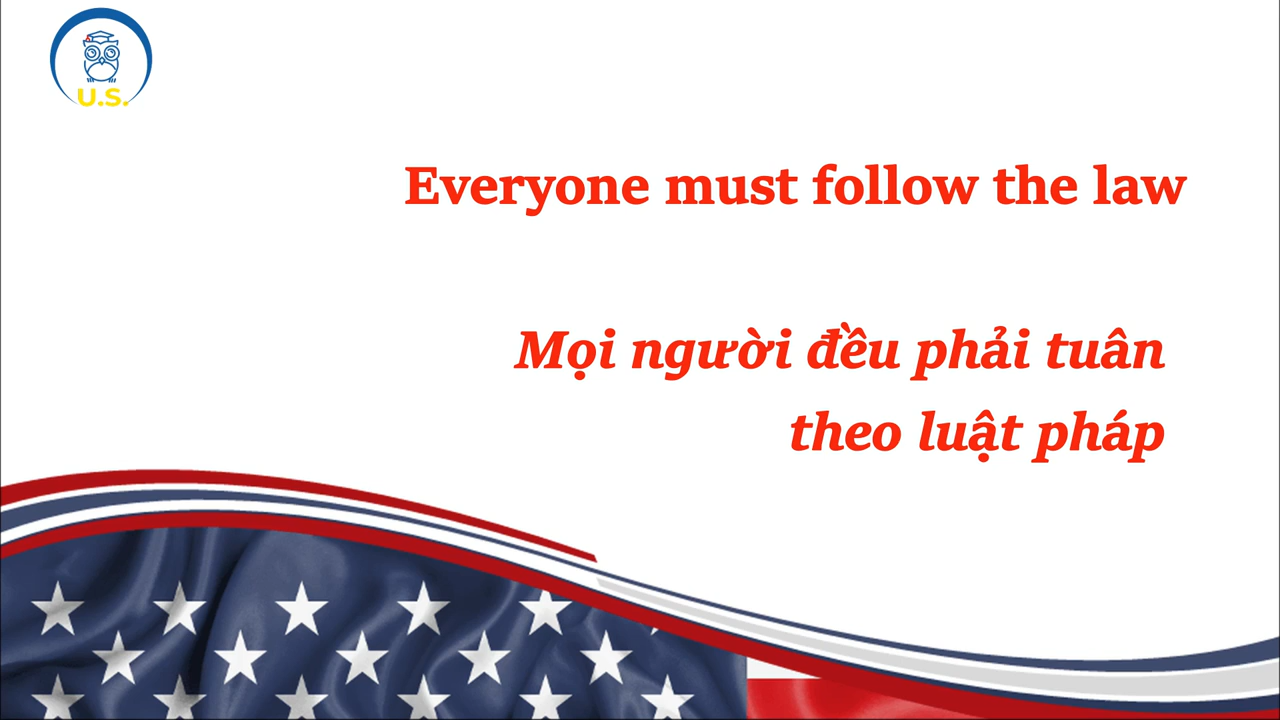 U.S.
Everyone must follow the law
Mọi người đều phải tuân
theo luật pháp